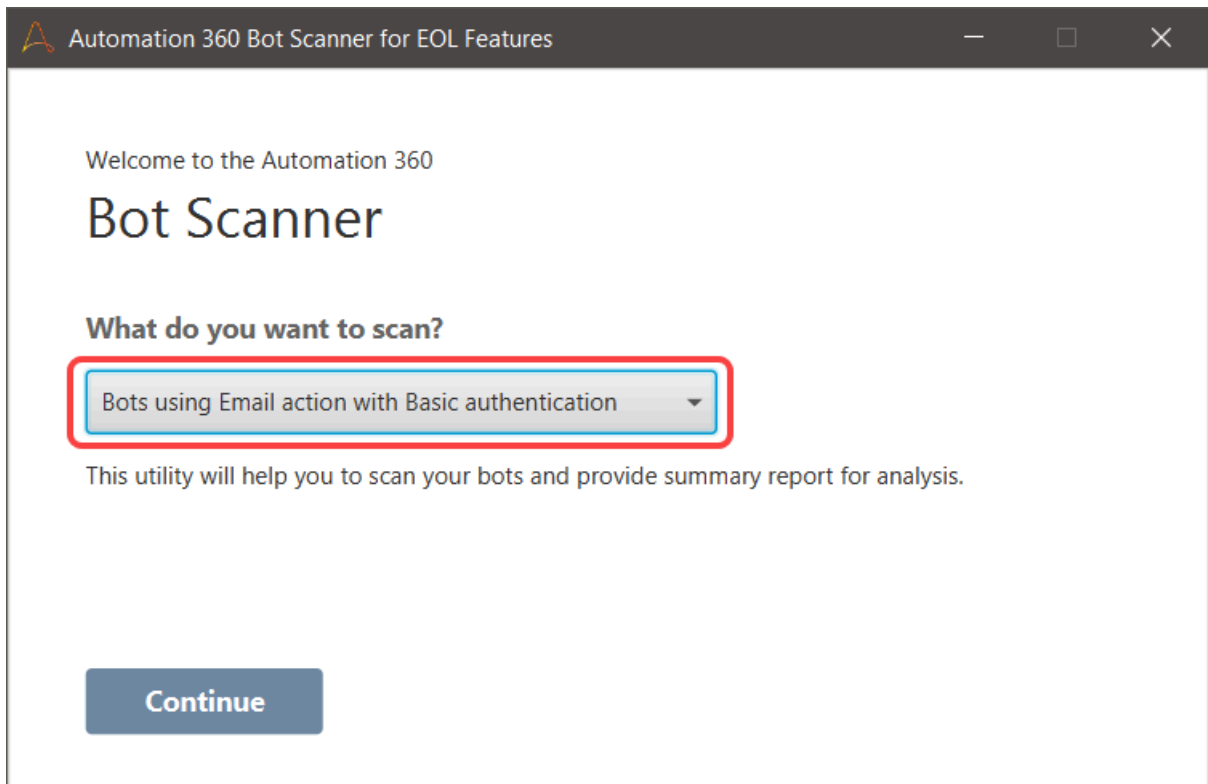 Automation 360 Bot Scanner for EOL Features
Welcome to the Automation 360
Bot Scanner
What do you want to scan?
Bots using Email action with Basic authentication
This utility will help you to scan your bots and provide summary report for analysis.
Continue